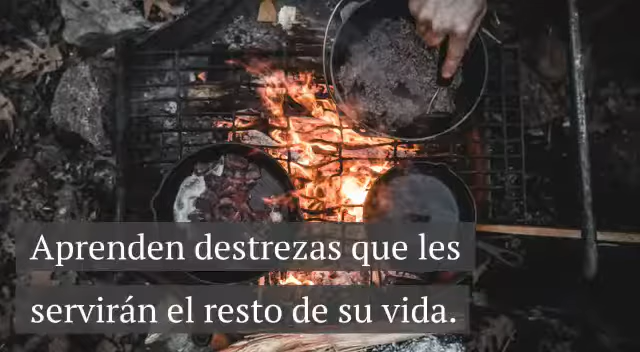 Aprenden destrezas que les
servirán el resto de su vida.